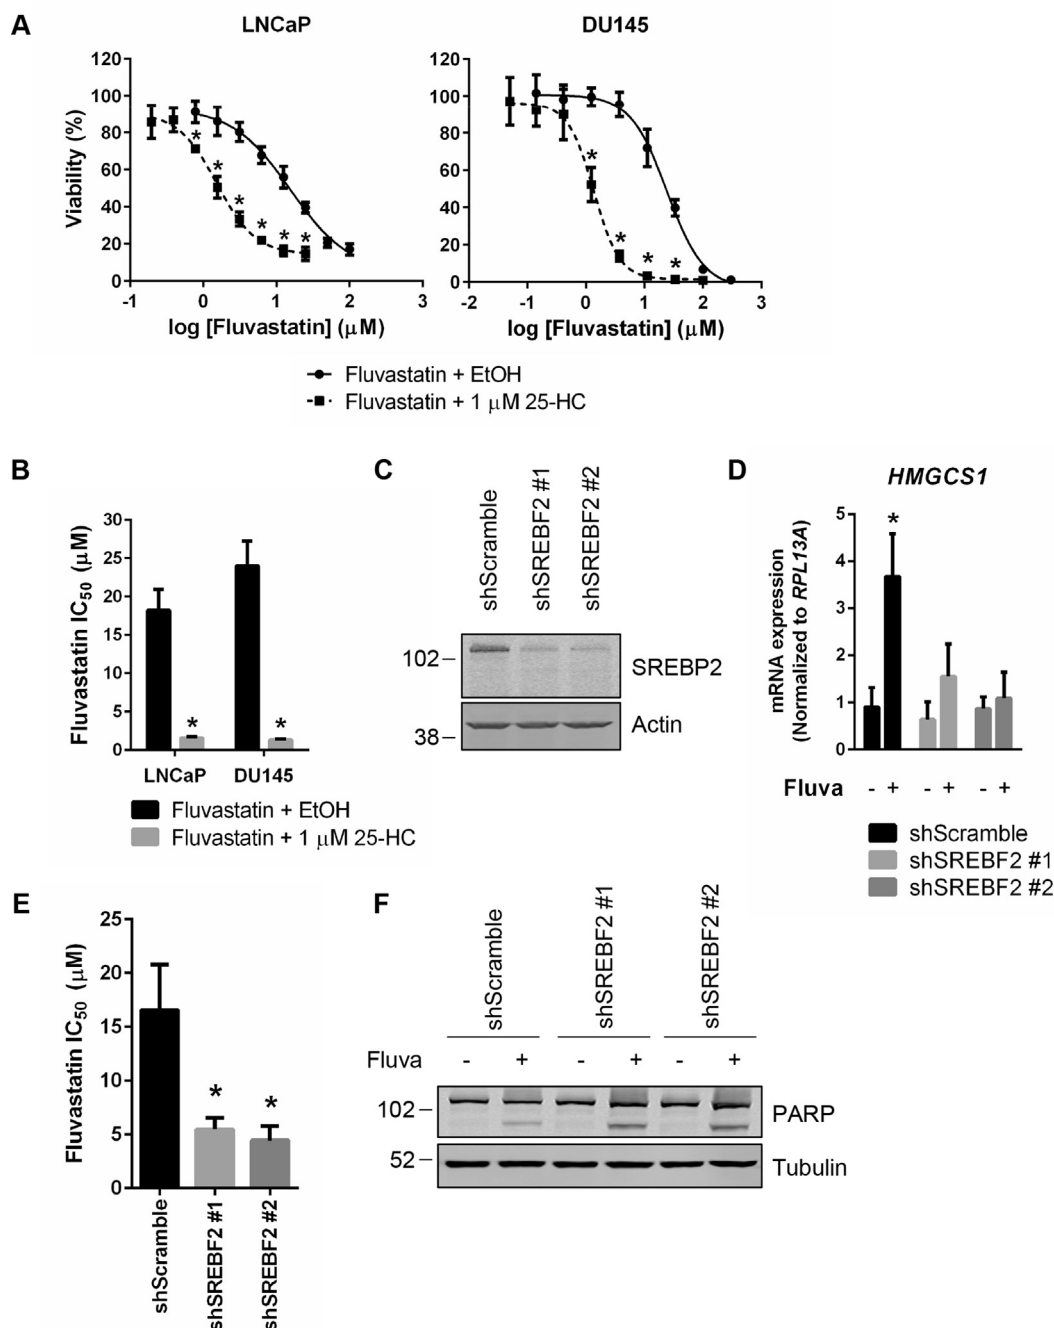 A
LNCaP
DU145
Viability (%)
120
100
80
60
40
20
0
-1 0 1 2 3
log [Fluvastatin] (μM)
120
100
80
60
40
20
0
-2 -1 0 1 2 3
log [Fluvastatin] (μM)
* * * * * *
* * * *
Fluvastatin + EtOH
Fluvastatin + 1 μM 25-HC
B
Fluvastatin IC50 (μM)
30
25
20
15
10
5
0
* *
LNCaP DU145
Fluvastatin + EtOH
Fluvastatin + 1 μM 25-HC
C
shScramble
shSREBF2 #1
shSREBF2 #2
102
SREBP2
38
Actin
D
HMGCS1
mRNA expression
(Normalized to RPL13A)
5
4
3
2
1
0
*
Fluva - + - + - +
shScramble
shSREBF2 #1
shSREBF2 #2
E
Fluvastatin IC50 (μM)
25
20
15
10
5
0
* *
shScramble
shSREBF2 #1
shSREBF2 #2
F
shScramble
shSREBF2 #1
shSREBF2 #2
Fluva - + - + - +
102
PARP
52
Tubulin